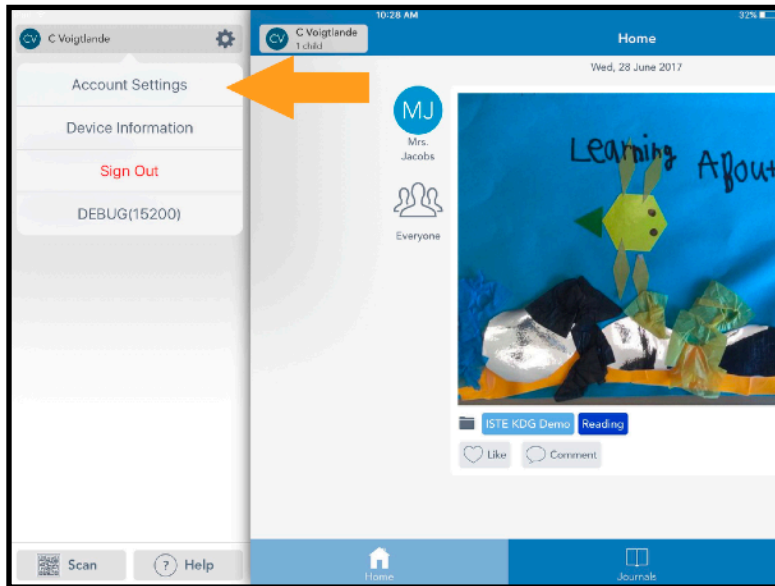 10:28 AM
32%
CV C Voigtlande
Account Settings
Device Information
Sign Out
DEBUG(15200)
Scan
? Help
CV C Voigtlande
1 child
Home
Wed, 28 June 2017
MJ
Mrs.
Jacobs
Everyone
Learning About
ISTE KDG Demo Reading
Like Comment
Home
Journals